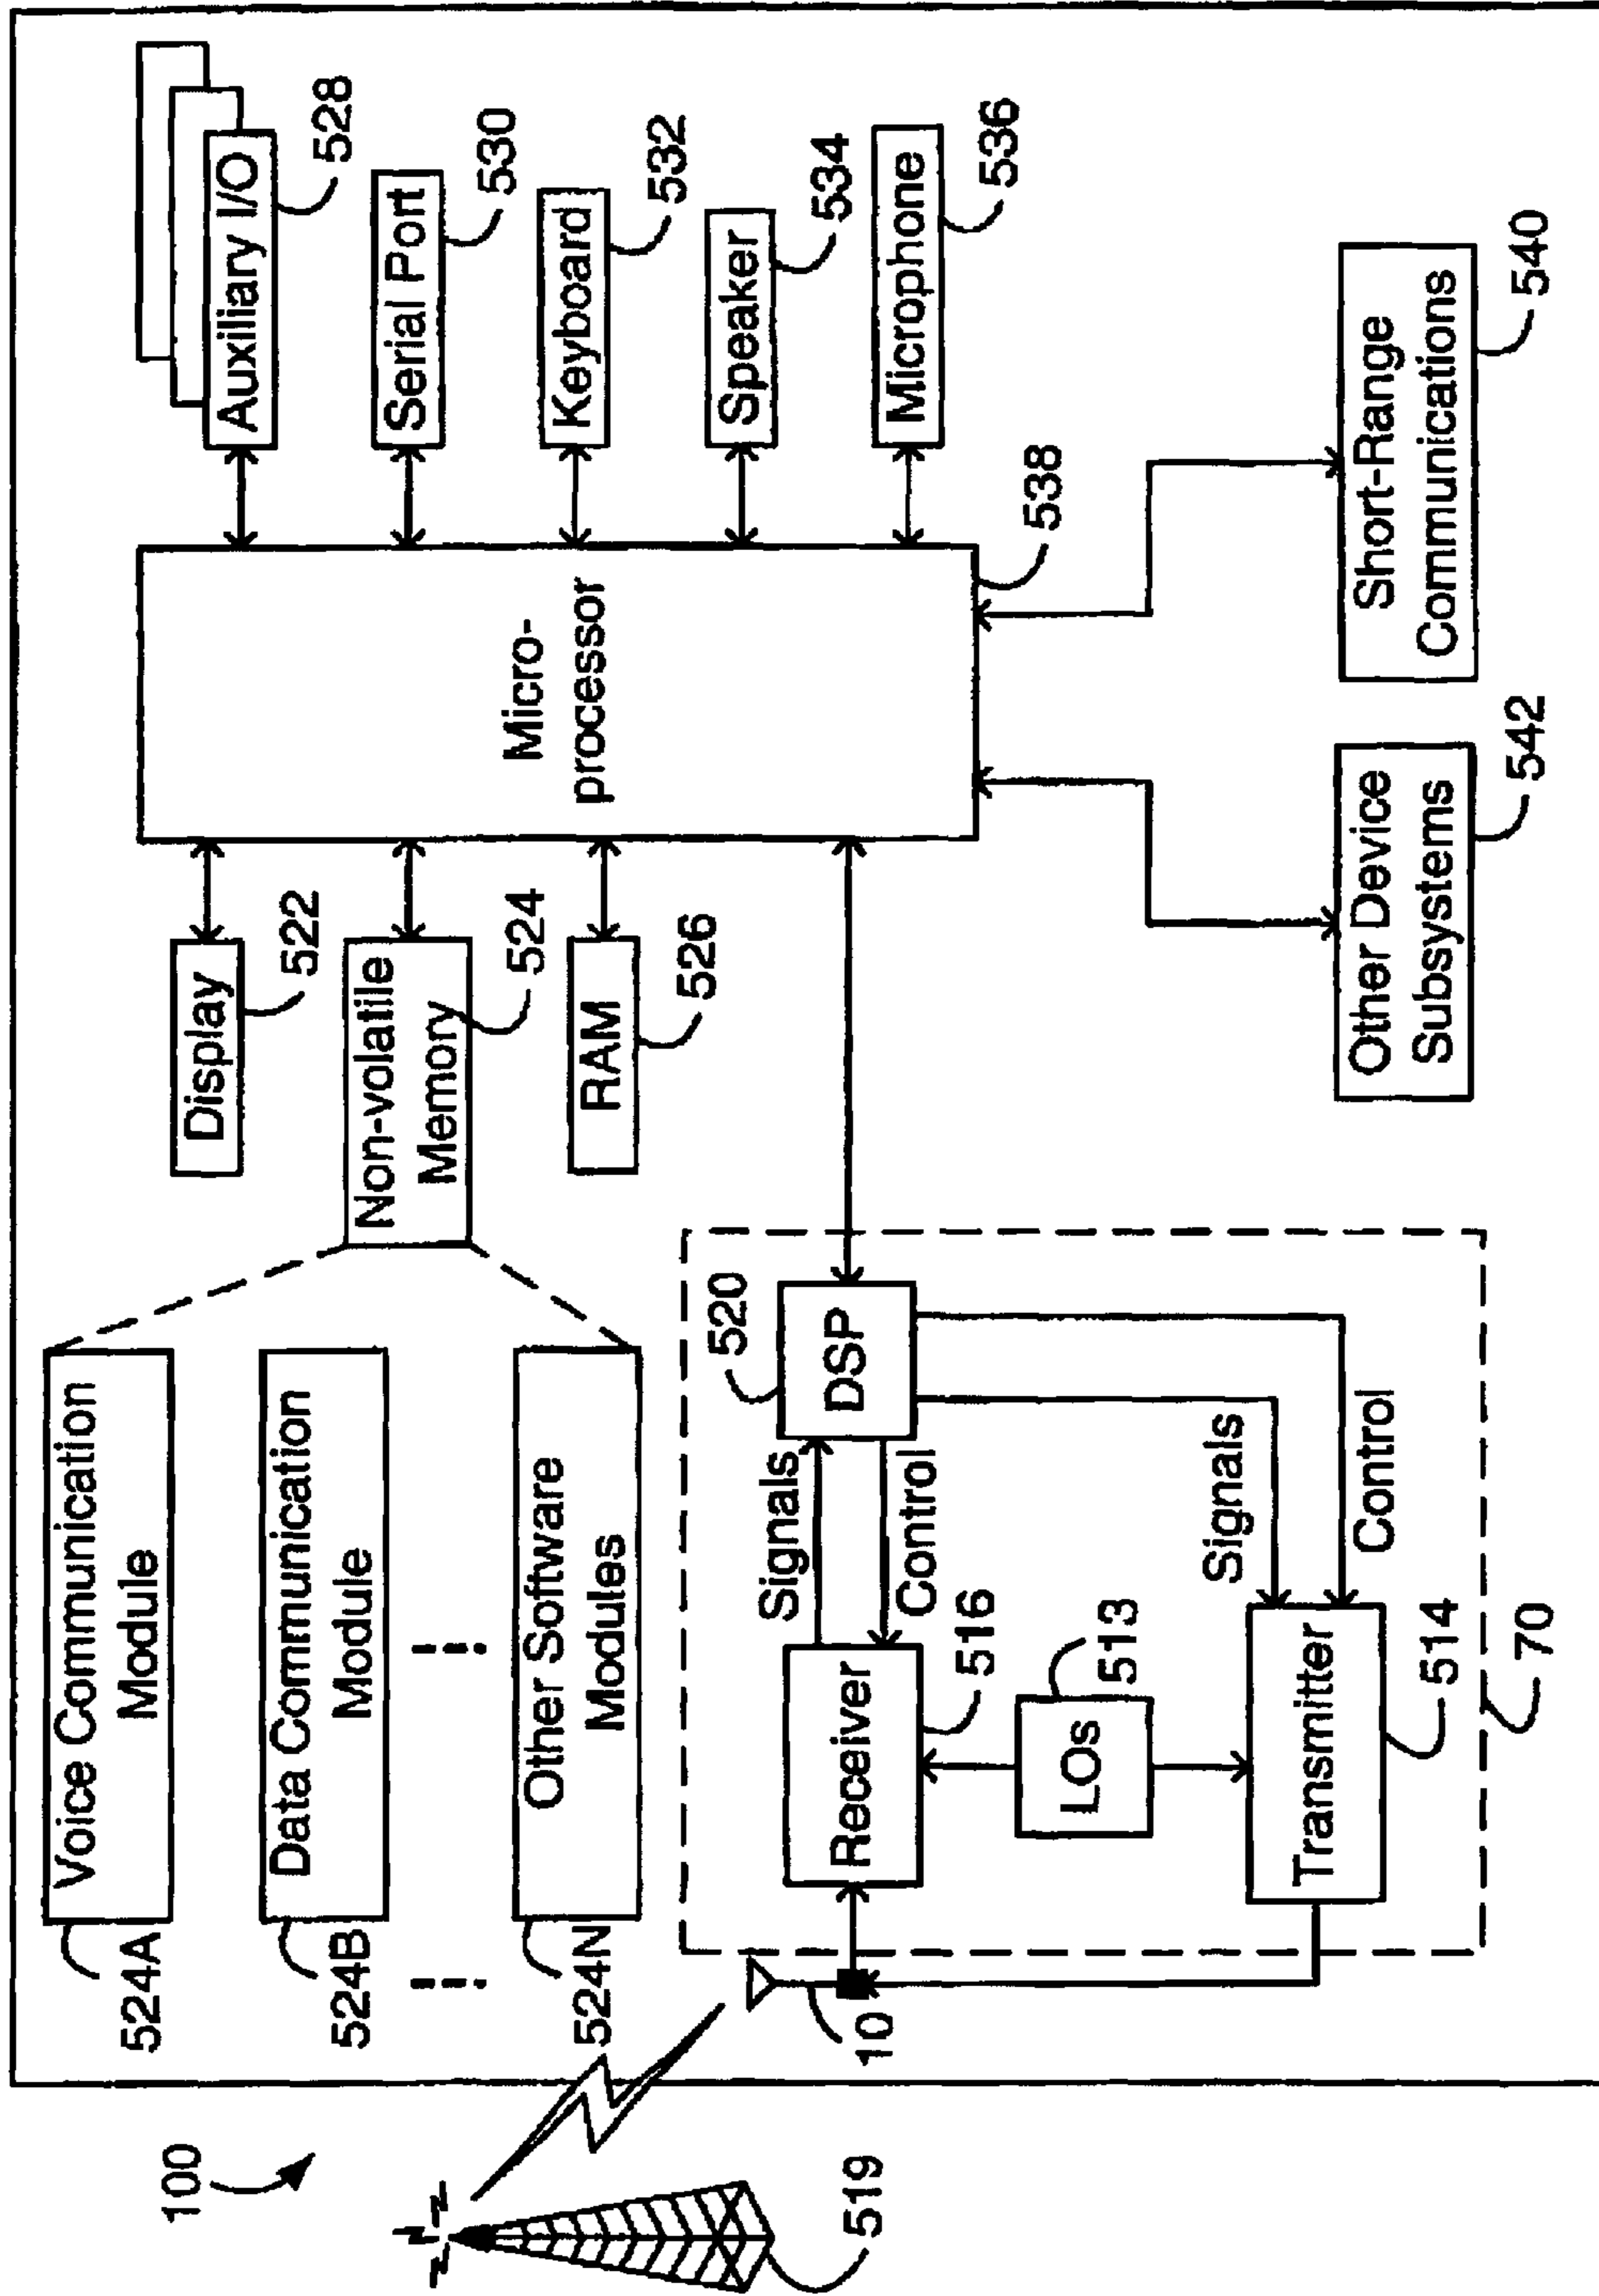 100
519
524A
Voice Communication
Module
524B
Data Communication
Module
524N
Other Software
Modules
Display
522
Non-volatile
Memory
524
RAM
526
Micro-
processor
538
Auxiliary I/O
528
Serial Port
530
Keyboard
532
Speaker
534
Microphone
536
10
Receiver
516
Signals
Control
DSP
520
LOs
513
Signals
Control
Transmitter
514
70
Other Device
Subsystems
542
Short-Range
Communications
540